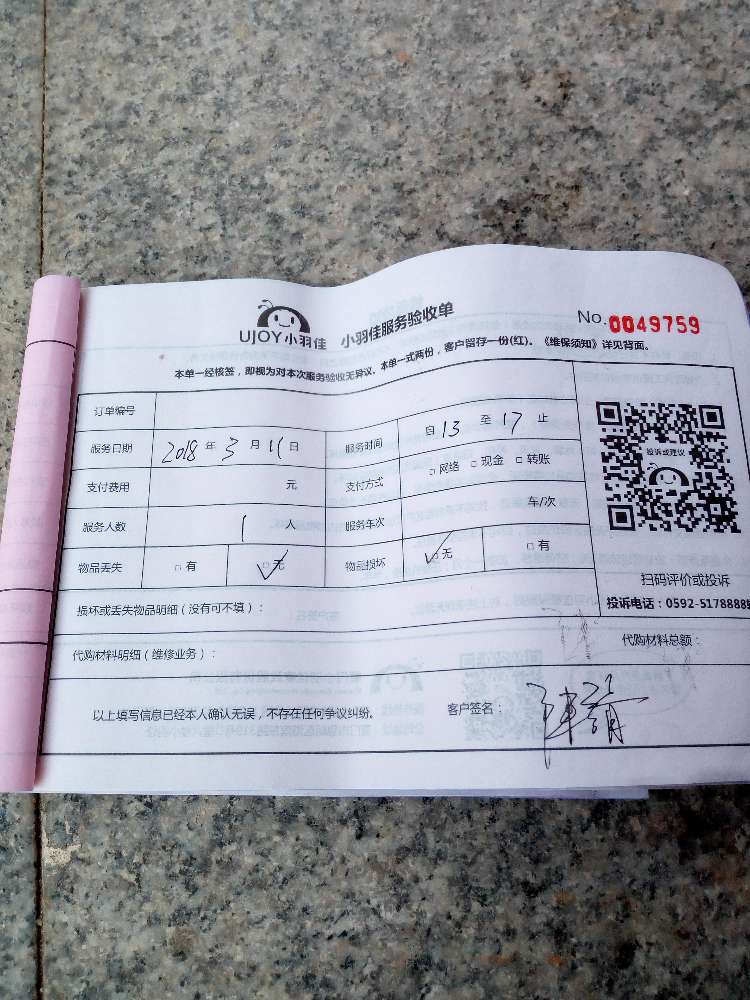 UJOY小羽佳 小羽佳服务验收单 No. 0049759
本单一经核签，即视为对本次服务验收无异议。本单一式两份，客户留存一份(红)。《维保须知》详见背面。
订单编号
服务日期 2018 年 3 月 11 日 服务时间 自 13 至 17 止
支付费用 元 支付方式 □ 网络 □ 现金 □ 转账
服务人数 1 人 服务车次 车/次
物品丢失 □ 有 ☑ 无 物品损坏 ☑ 无 □ 有
投诉或建议
扫码评价或投诉
投诉电话：0592-5178888
损坏或丢失物品明细（没有可不填）：
代购材料明细（维修业务）： 代购材料总额：
以上填写信息已经本人确认无误，不存在任何争议纠纷。 客户签名：